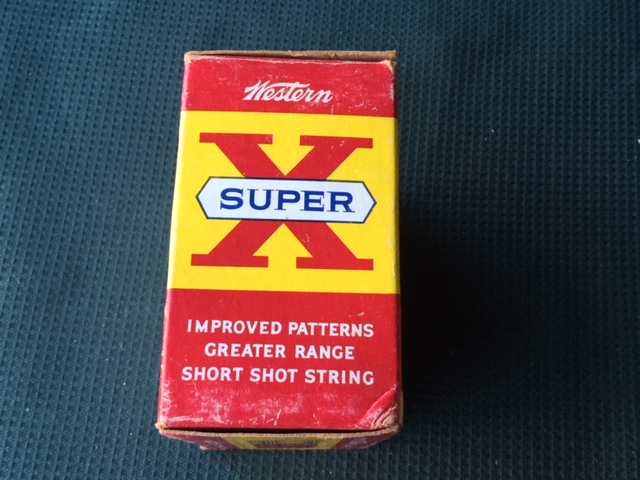 Western
X
SUPER
IMPROVED PATTERNS
GREATER RANGE
SHORT SHOT STRING